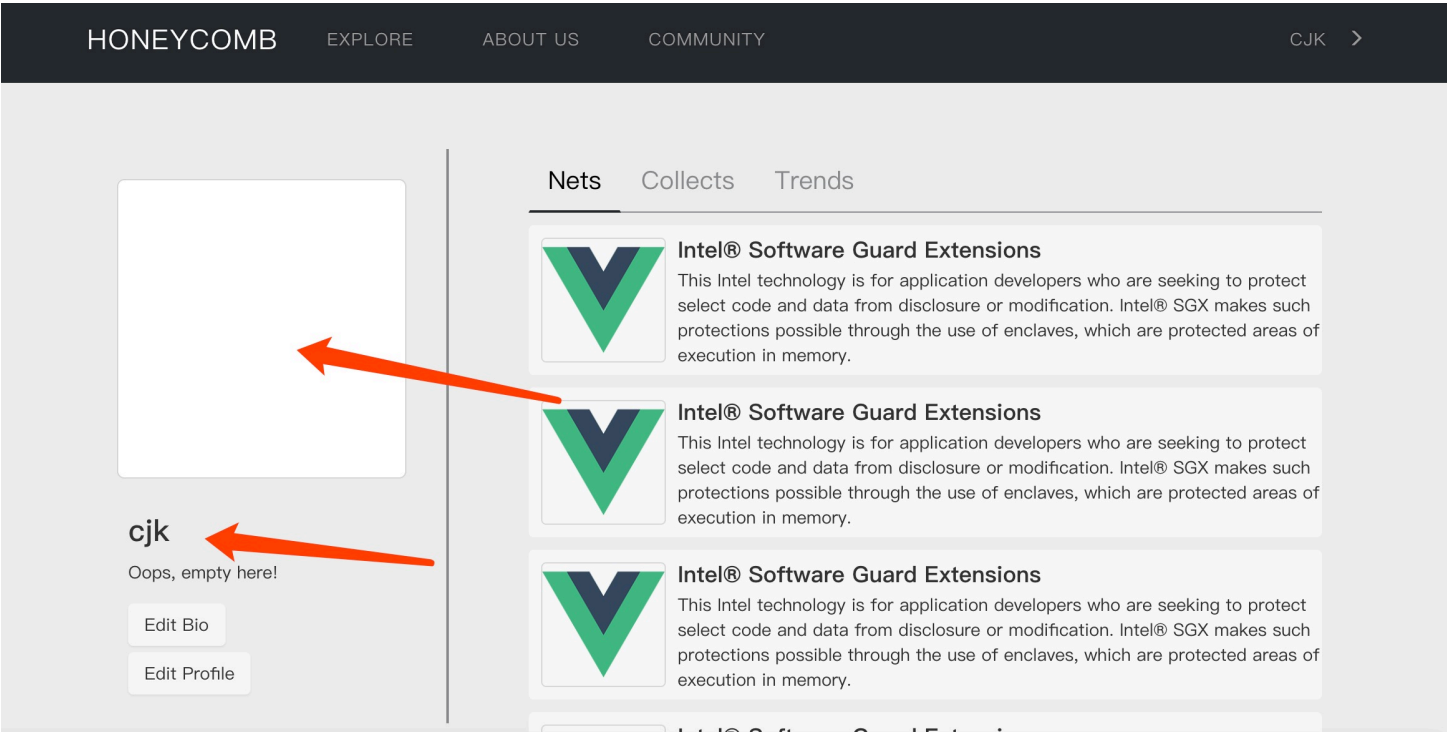 HONEYCOMB EXPLORE ABOUT US COMMUNITY CJK
cjk
Oops, empty here!
Edit Bio
Edit Profile
Nets Collects Trends
Intel® Software Guard Extensions
This Intel technology is for application developers who are seeking to protect
select code and data from disclosure or modification. Intel® SGX makes such
protections possible through the use of enclaves, which are protected areas of
execution in memory.
Intel® Software Guard Extensions
This Intel technology is for application developers who are seeking to protect
select code and data from disclosure or modification. Intel® SGX makes such
protections possible through the use of enclaves, which are protected areas of
execution in memory.
Intel® Software Guard Extensions
This Intel technology is for application developers who are seeking to protect
select code and data from disclosure or modification. Intel® SGX makes such
protections possible through the use of enclaves, which are protected areas of
execution in memory.